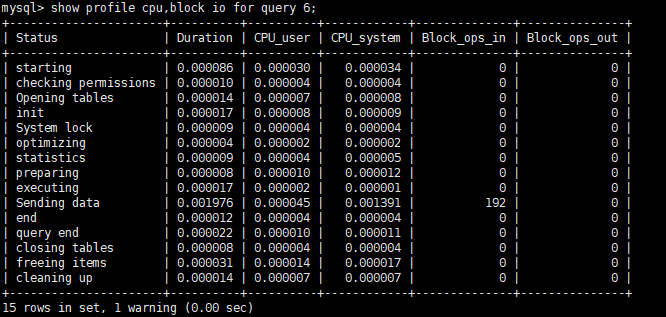 mysql> show profile cpu,block io for query 6;
+----------------------+----------+----------+------------+--------------+---------------+
| Status               | Duration | CPU_user | CPU_system | Block_ops_in | Block_ops_out |
+----------------------+----------+----------+------------+--------------+---------------+
| starting             | 0.000086 | 0.000030 |   0.000034 |            0 |             0 |
| checking permissions | 0.000010 | 0.000004 |   0.000004 |            0 |             0 |
| Opening tables       | 0.000014 | 0.000007 |   0.000008 |            0 |             0 |
| init                 | 0.000017 | 0.000008 |   0.000009 |            0 |             0 |
| System lock          | 0.000009 | 0.000004 |   0.000004 |            0 |             0 |
| optimizing           | 0.000004 | 0.000002 |   0.000002 |            0 |             0 |
| statistics           | 0.000009 | 0.000004 |   0.000005 |            0 |             0 |
| preparing            | 0.000008 | 0.000010 |   0.000012 |            0 |             0 |
| executing            | 0.000017 | 0.000002 |   0.000001 |            0 |             0 |
| Sending data         | 0.001976 | 0.000045 |   0.001391 |          192 |             0 |
| end                  | 0.000012 | 0.000004 |   0.000004 |            0 |             0 |
| query end            | 0.000022 | 0.000010 |   0.000011 |            0 |             0 |
| closing tables       | 0.000008 | 0.000004 |   0.000004 |            0 |             0 |
| freeing items        | 0.000031 | 0.000014 |   0.000017 |            0 |             0 |
| cleaning up          | 0.000014 | 0.000007 |   0.000007 |            0 |             0 |
+----------------------+----------+----------+------------+--------------+---------------+
15 rows in set, 1 warning (0.00 sec)